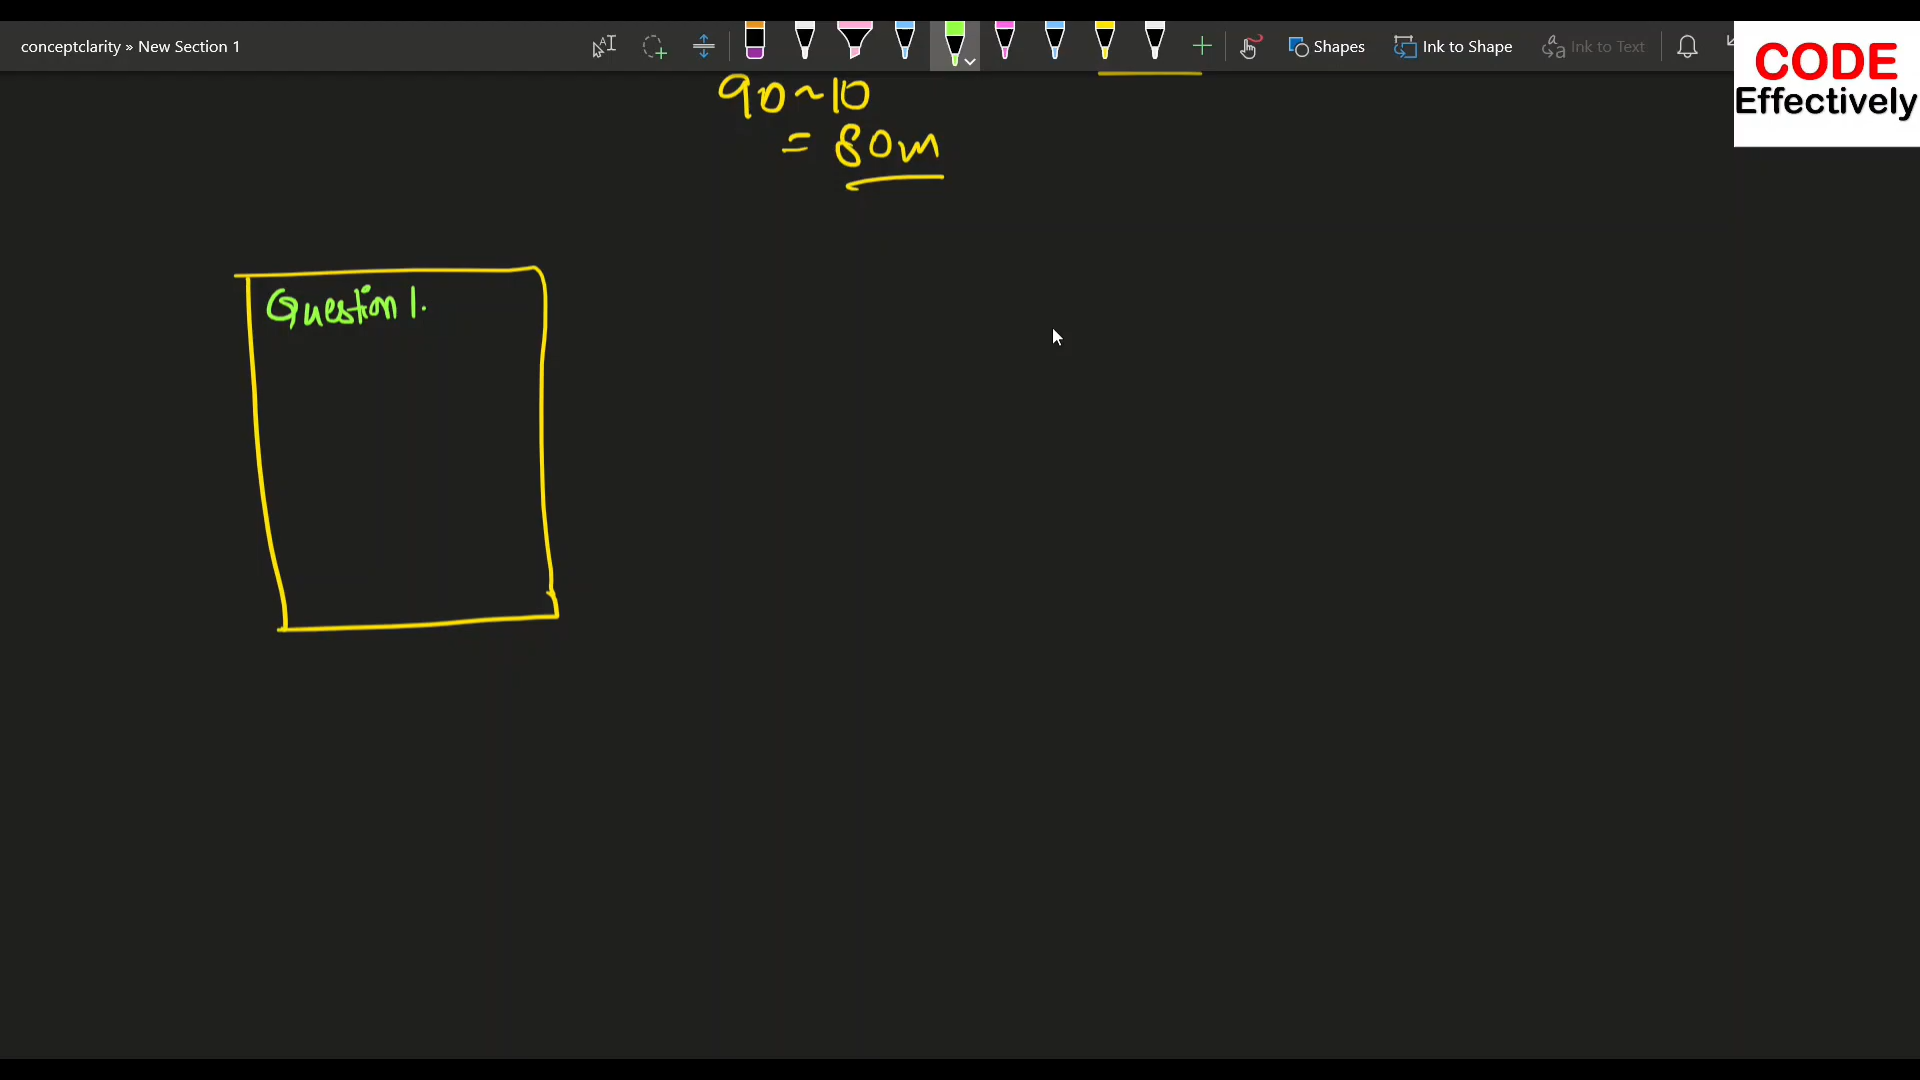 conceptclarity » New Section 1
Shapes
Ink to Shape
Ink to Text
CODE
Effectively
90 ~ 10
= 80m
Question 1.